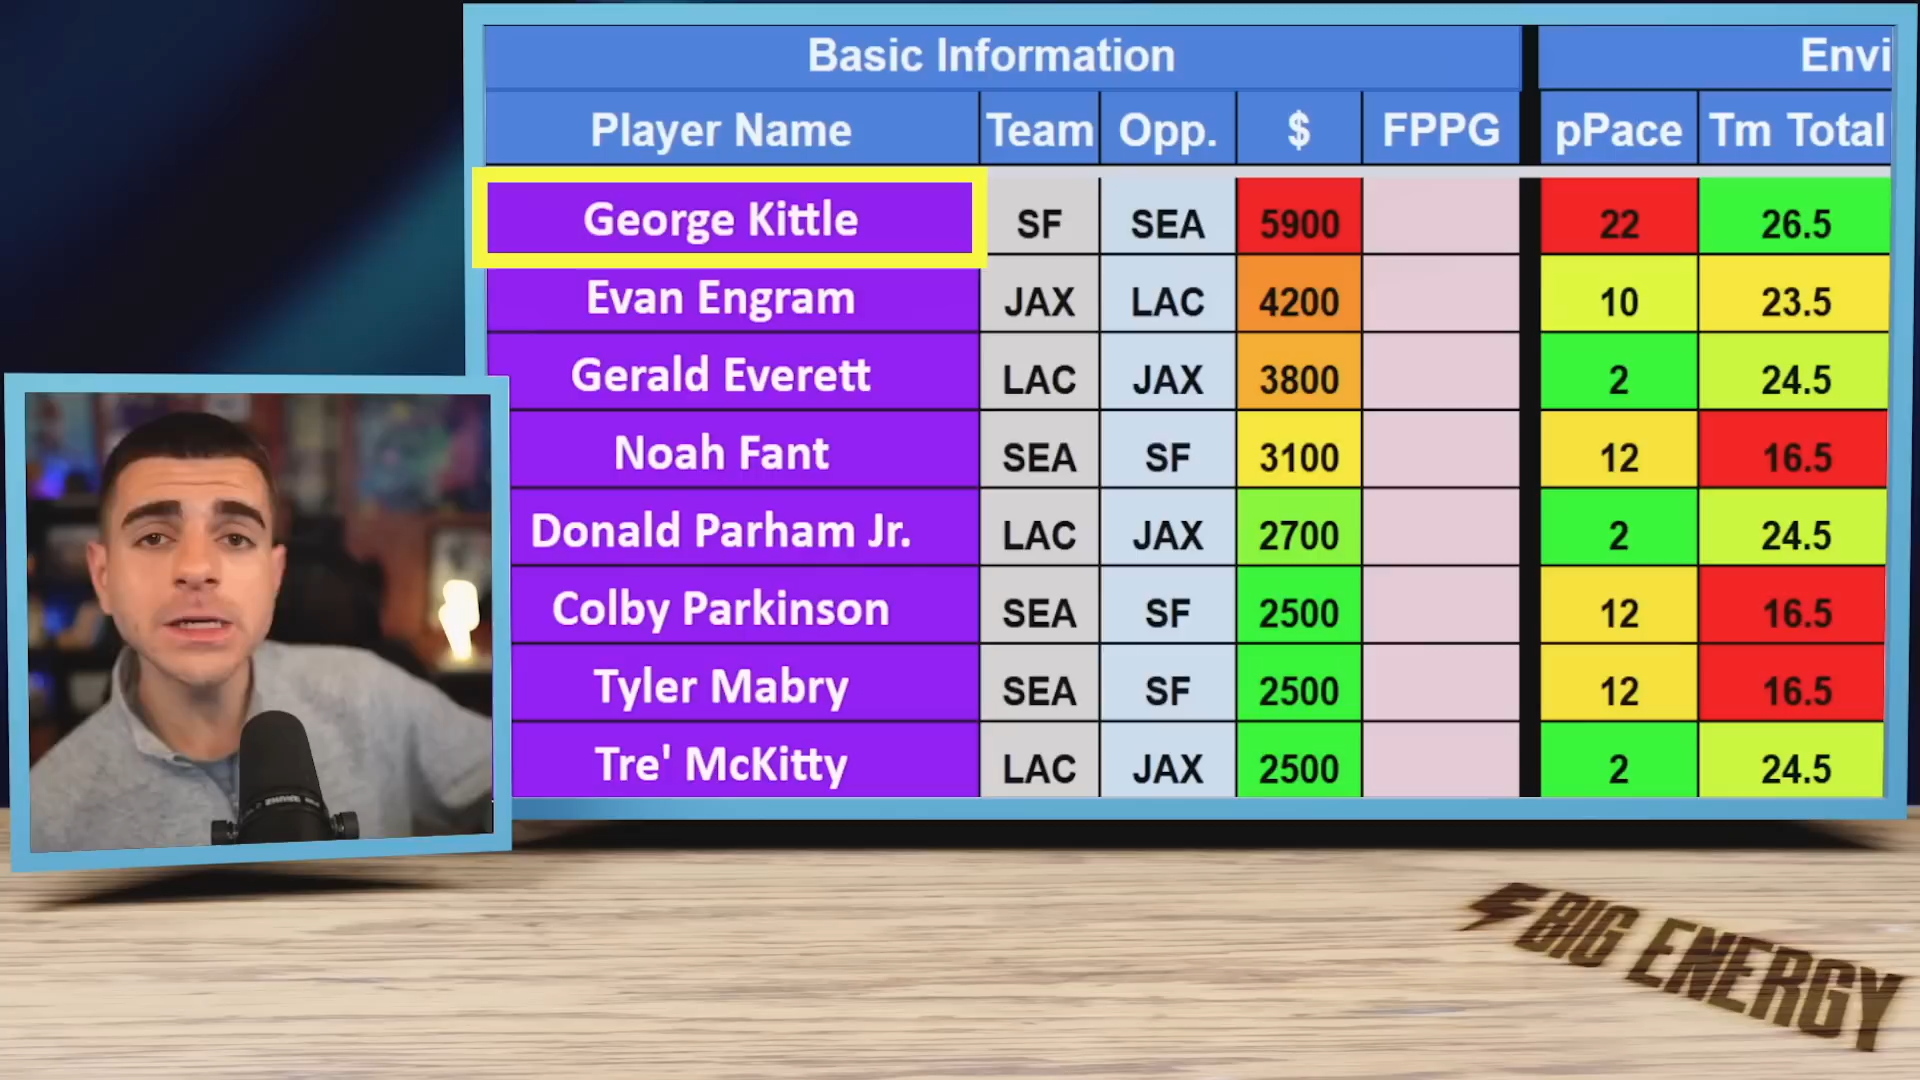 Basic Information
Envi
Player Name Team Opp. $ FPPG pPace Tm Total
George Kittle SF SEA 5900 22 26.5
Evan Engram JAX LAC 4200 10 23.5
Gerald Everett LAC JAX 3800 2 24.5
Noah Fant SEA SF 3100 12 16.5
Donald Parham Jr. LAC JAX 2700 2 24.5
Colby Parkinson SEA SF 2500 12 16.5
Tyler Mabry SEA SF 2500 12 16.5
Tre' McKitty LAC JAX 2500 2 24.5
BIG ENERGY